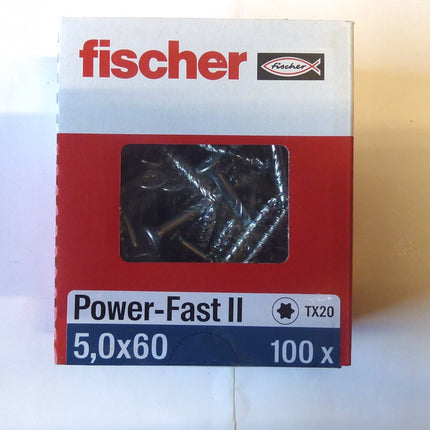 fischer fischer
Power-Fast II TX20
5,0x60 100 x